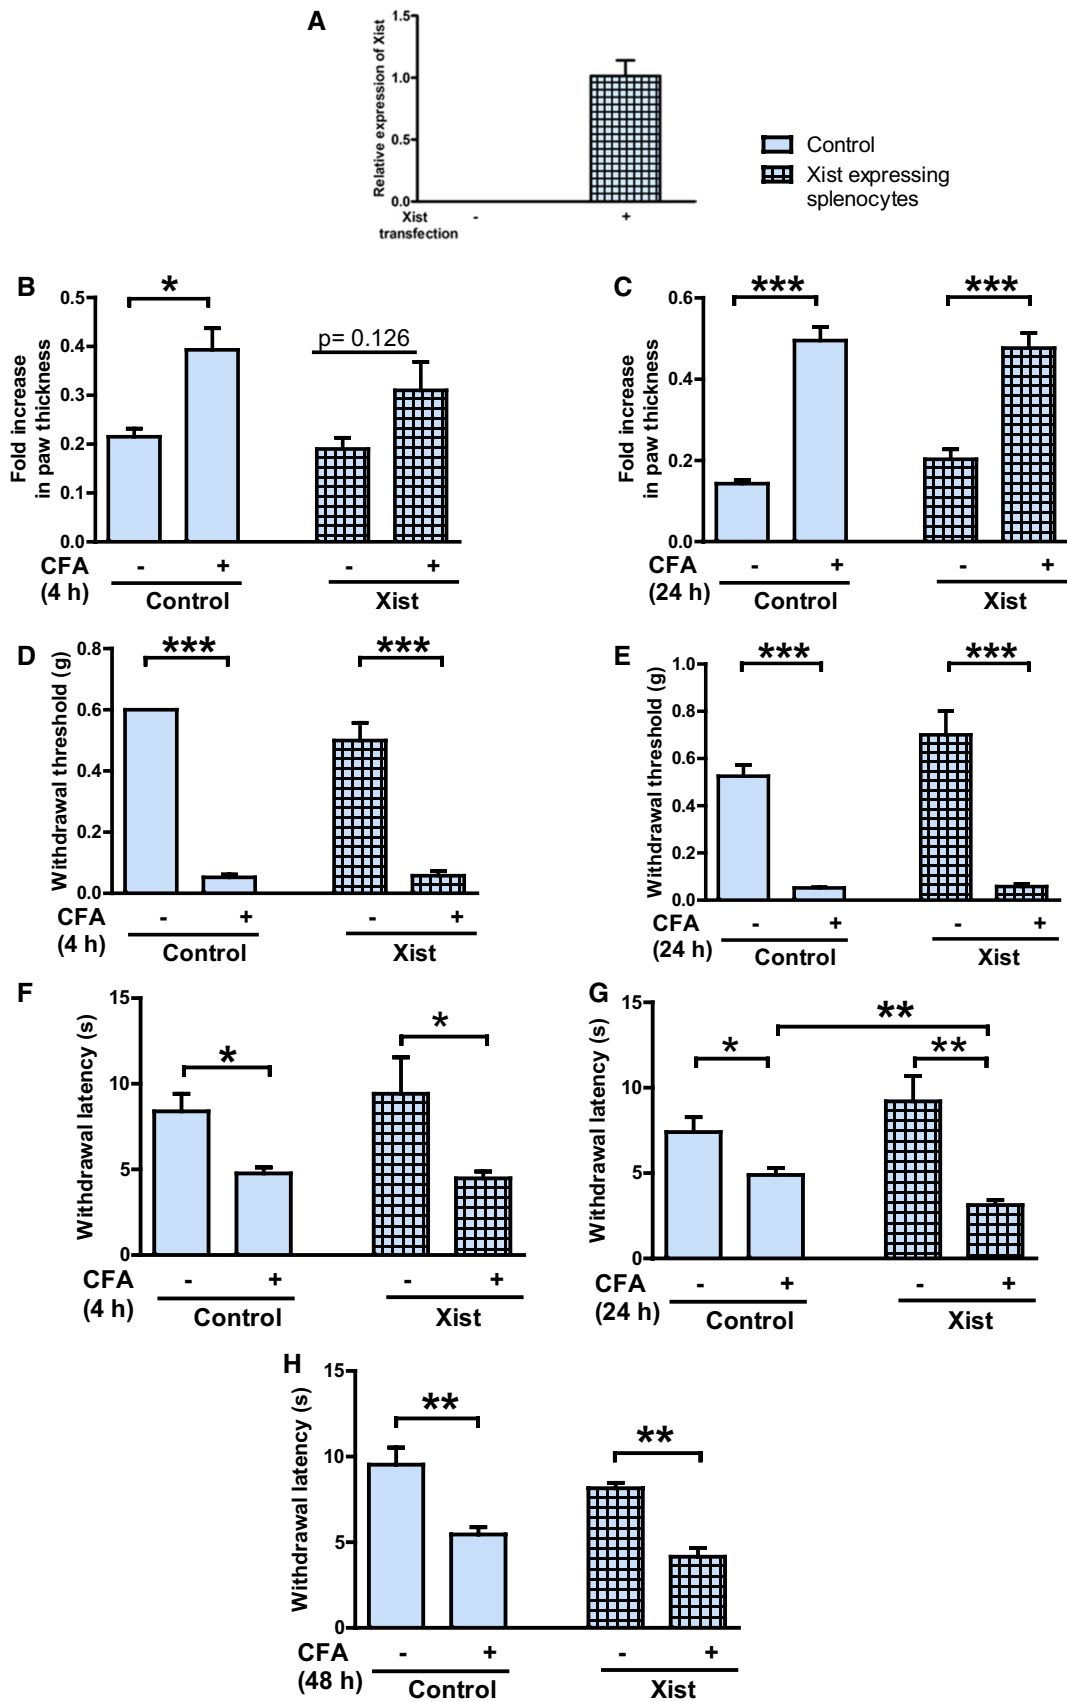 A
Relative expression of Xist
1.5
1.0
0.5
0.0
Xist
transfection
-
+
Control
Xist expressing
splenocytes
B
Fold increase
in paw thickness
0.5
0.4
0.3
0.2
0.1
0.0
*
p= 0.126
CFA
(4 h)
- + - +
Control Xist
C
Fold increase
in paw thickness
0.6
0.4
0.2
0.0
*** ***
CFA
(24 h)
- + - +
Control Xist
D
Withdrawal threshold (g)
0.8
0.6
0.4
0.2
0.0
*** ***
CFA
(4 h)
- + - +
Control Xist
E
Withdrawal threshold (g)
1.0
0.8
0.6
0.4
0.2
0.0
*** ***
CFA
(24 h)
- + - +
Control Xist
F
Withdrawal latency (s)
15
10
5
0
* *
CFA
(4 h)
- + - +
Control Xist
G
Withdrawal latency (s)
15
10
5
0
**
* **
CFA
(24 h)
- + - +
Control Xist
H
Withdrawal latency (s)
15
10
5
0
** **
CFA
(48 h)
- + - +
Control Xist